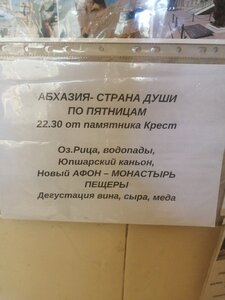 АБХАЗИЯ- СТРАНА ДУШИ
ПО ПЯТНИЦАМ
22.30 от памятника Крест
Оз.Рица, водопады,
Юпшарский каньон,
Новый АФОН – МОНАСТЫРЬ
ПЕЩЕРЫ
Дегустация вина, сыра, меда